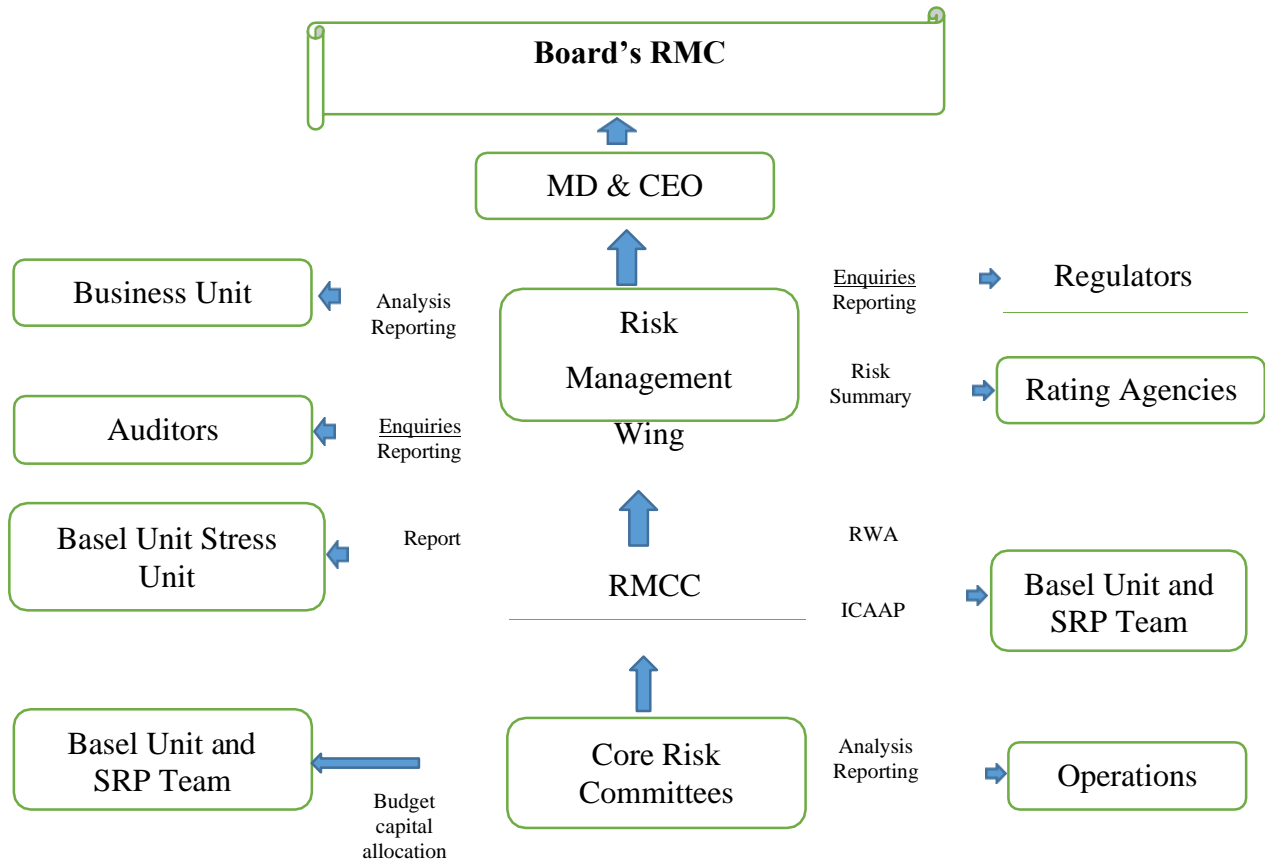 Board’s RMC
MD & CEO
Business Unit
Analysis
Reporting
Risk
Management
Wing
Enquiries
Reporting
Regulators
Auditors
Enquiries
Reporting
Risk
Summary
Rating Agencies
Basel Unit Stress
Unit
Report
RMCC
RWA
ICAAP
Basel Unit and
SRP Team
Basel Unit and
SRP Team
Budget
capital
allocation
Core Risk
Committees
Analysis
Reporting
Operations